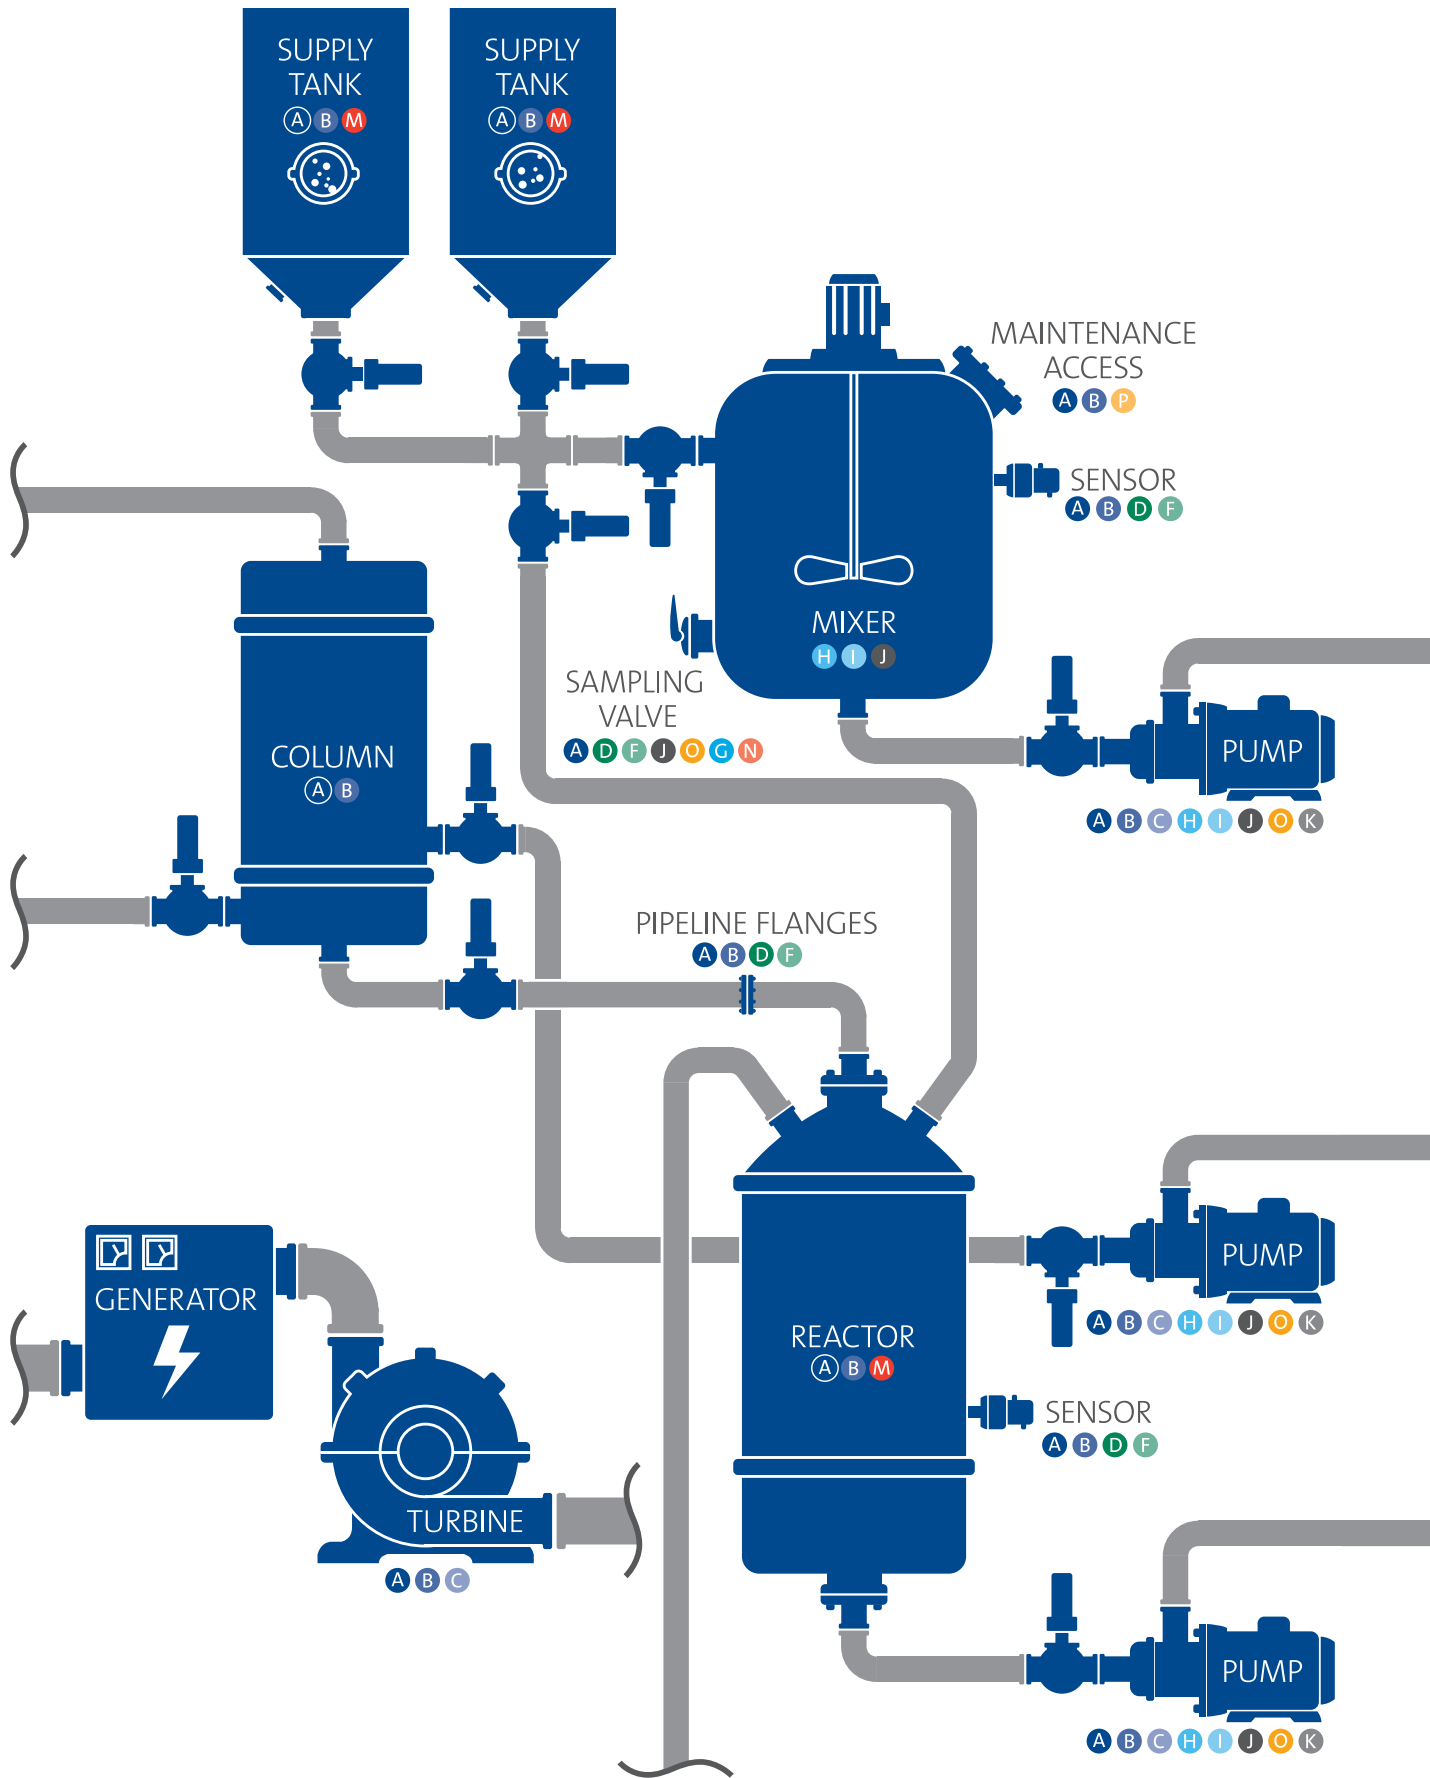 SUPPLY
TANK
A B M
SUPPLY
TANK
A B M
MAINTENANCE
ACCESS
A B P
SENSOR
A B D F
MIXER
H I J
SAMPLING
VALVE
A D F J O G N
COLUMN
A B
PUMP
A B C H I J O K
PIPELINE FLANGES
A B D F
GENERATOR
PUMP
A B C H I J O K
REACTOR
A B M
SENSOR
A B D F
TURBINE
A B C
PUMP
A B C H I J O K